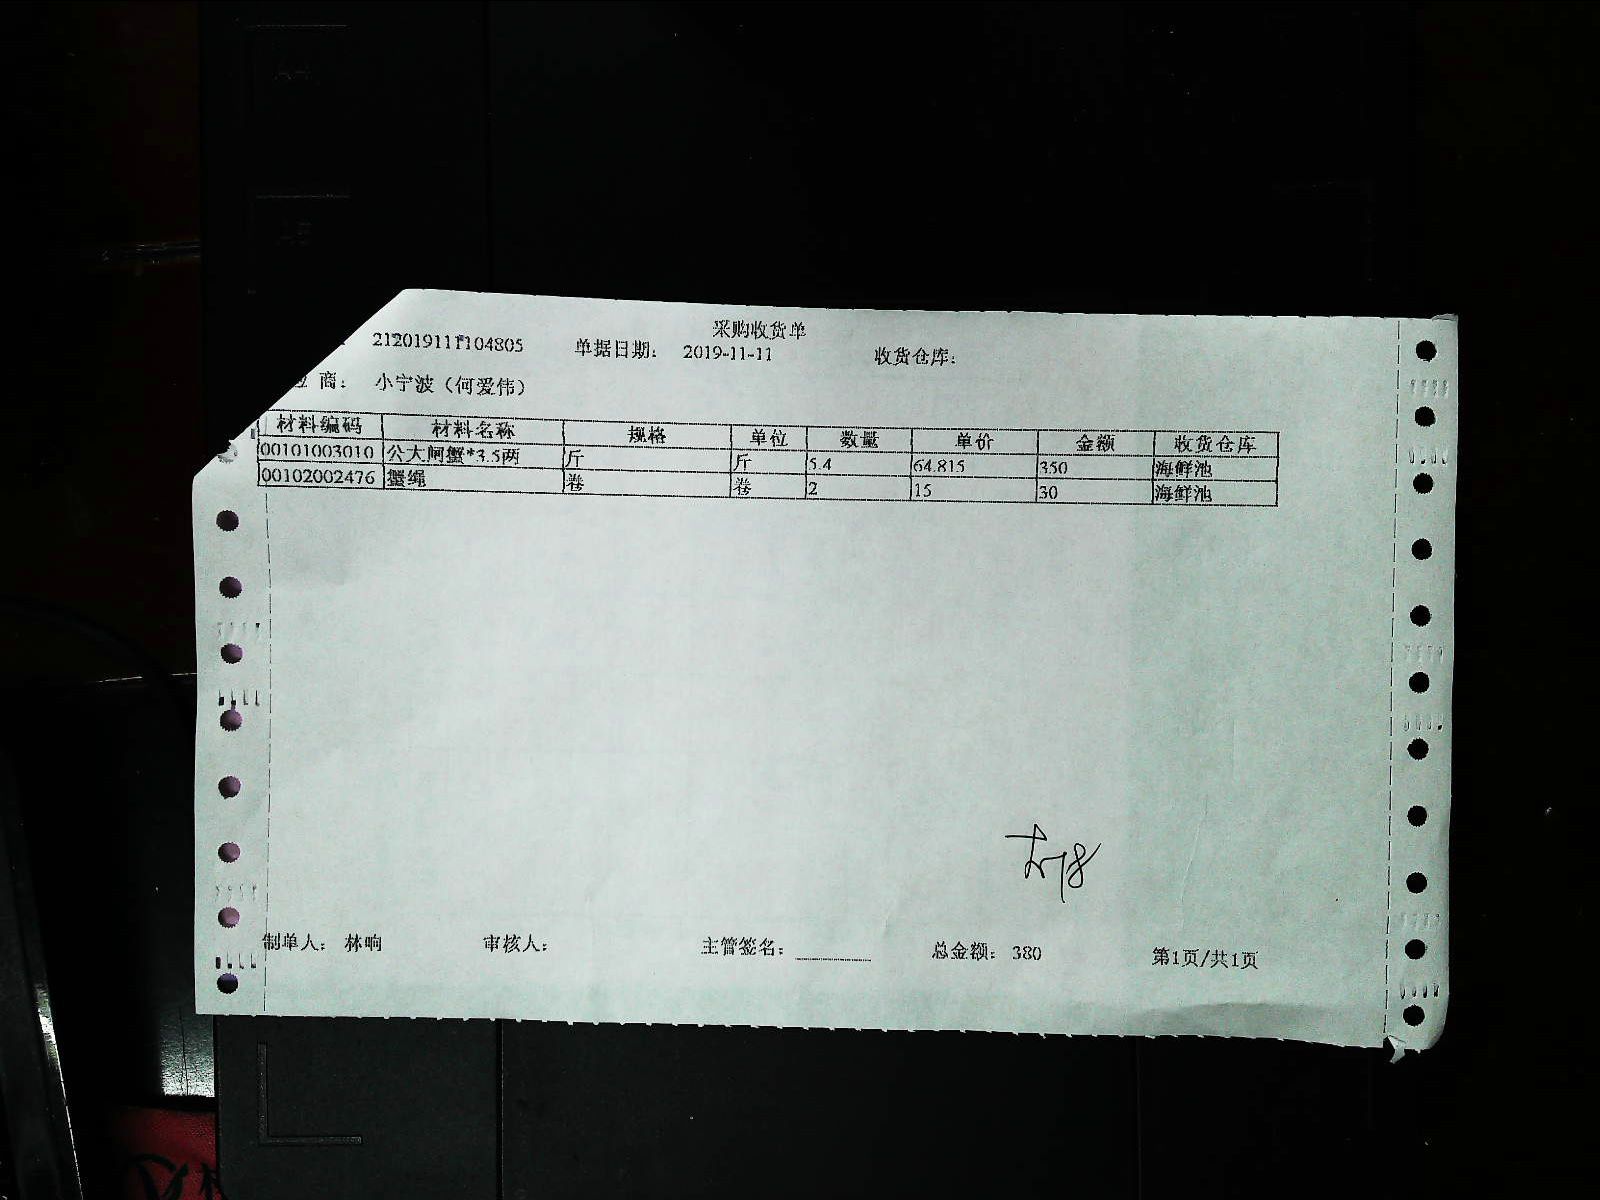 采购收货单
212019111104805 单据日期: 2019-11-11 收货仓库:
应 商: 小宁波（何爱伟）
材料编码 材料名称 规格 单位 数量 单价 金额 收货仓库
00101003010 公大闸蟹*3.5两 斤 斤 5.4 64.815 350 海鲜池
00102002476 蟹绳 卷 卷 2 15 30 海鲜池
制单人: 林响 审核人: 主管签名: 总金额: 380 第1页/共1页